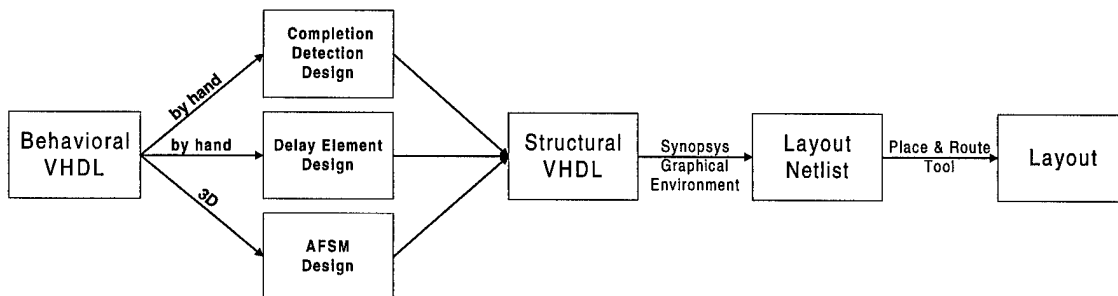 Completion
Detection
Design
by hand
Behavioral
VHDL
by hand
Delay Element
Design
3D
AFSM
Design
Structural
VHDL
Synopsys
Graphical
Environment
Layout
Netlist
Place & Route
Tool
Layout